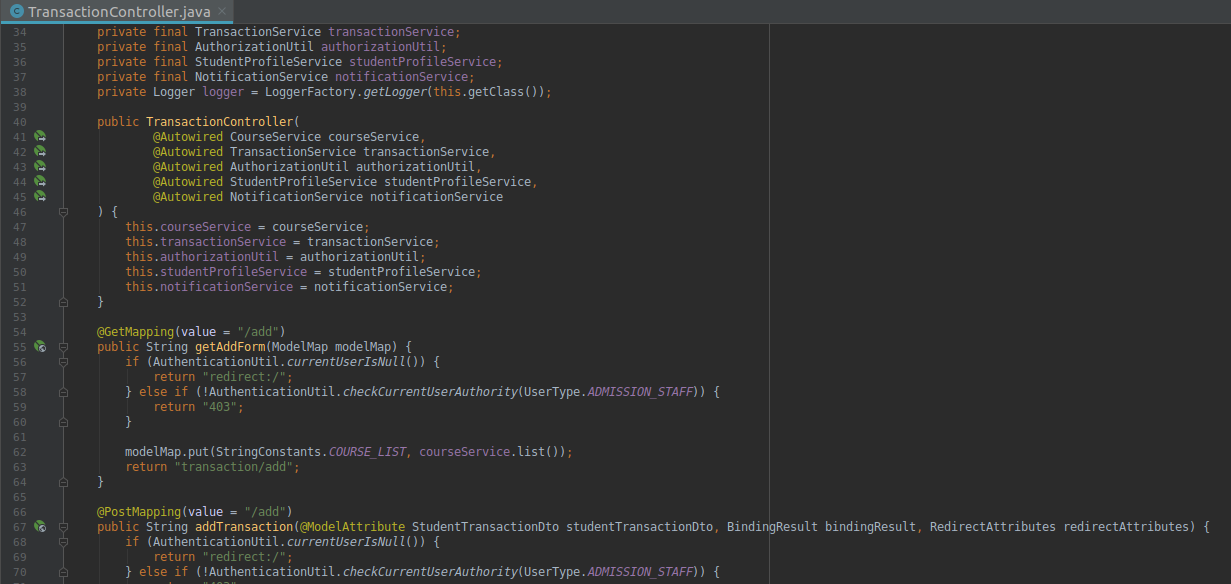 TransactionController.java
34 private final TransactionService transactionService;
35 private final AuthorizationUtil authorizationUtil;
36 private final StudentProfileService studentProfileService;
37 private final NotificationService notificationService;
38 private Logger logger = LoggerFactory.getLogger(this.getClass());
39
40 public TransactionController(
41 @Autowired CourseService courseService,
42 @Autowired TransactionService transactionService,
43 @Autowired AuthorizationUtil authorizationUtil,
44 @Autowired StudentProfileService studentProfileService,
45 @Autowired NotificationService notificationService
46 ) {
47 this.courseService = courseService;
48 this.transactionService = transactionService;
49 this.authorizationUtil = authorizationUtil;
50 this.studentProfileService = studentProfileService;
51 this.notificationService = notificationService;
52 }
53
54 @GetMapping(value = "/add")
55 public String getAddForm(ModelMap modelMap) {
56 if (AuthenticationUtil.currentUserIsNull()) {
57 return "redirect:/";
58 } else if (!AuthenticationUtil.checkCurrentUserAuthority(UserType.ADMISSION_STAFF)) {
59 return "403";
60 }
61
62 modelMap.put(StringConstants.COURSE_LIST, courseService.list());
63 return "transaction/add";
64 }
65
66 @PostMapping(value = "/add")
67 public String addTransaction(@ModelAttribute StudentTransactionDto studentTransactionDto, BindingResult bindingResult, RedirectAttributes redirectAttributes) {
68 if (AuthenticationUtil.currentUserIsNull()) {
69 return "redirect:/";
70 } else if (!AuthenticationUtil.checkCurrentUserAuthority(UserType.ADMISSION_STAFF)) {